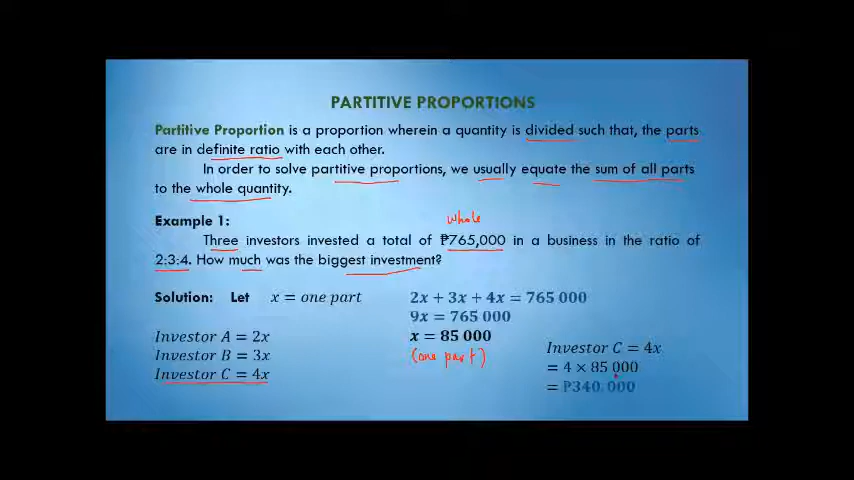 PARTITIVE PROPORTIONS
Partitive Proportion is a proportion wherein a quantity is divided such that, the parts
are in definite ratio with each other.
In order to solve partitive proportions, we usually equate the sum of all parts
to the whole quantity.
Example 1:
whole
Three investors invested a total of ₱765,000 in a business in the ratio of
2:3:4. How much was the biggest investment?
Solution: Let x = one part
2x + 3x + 4x = 765 000
9x = 765 000
x = 85 000
(one part)
Investor A = 2x
Investor B = 3x
Investor C = 4x
Investor C = 4x
= 4 × 85 000
= ₱340 000